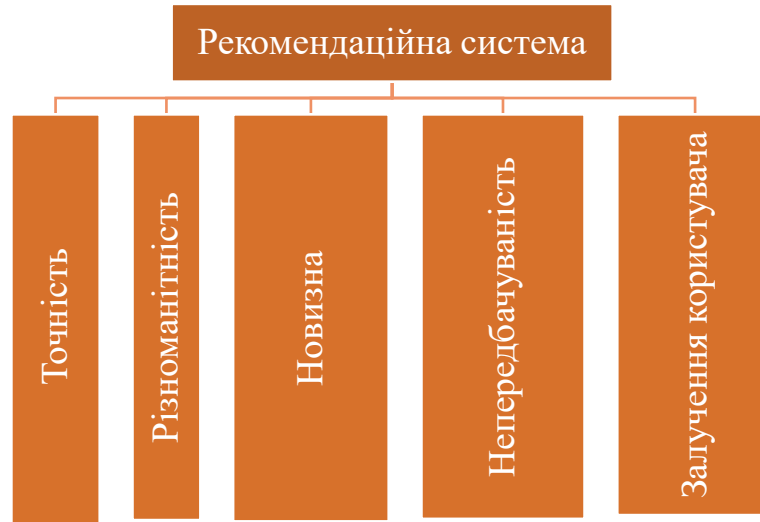 Рекомендаційна система
Точність
Різноманітність
Новизна
Непередбачуваність
Залучення користувача